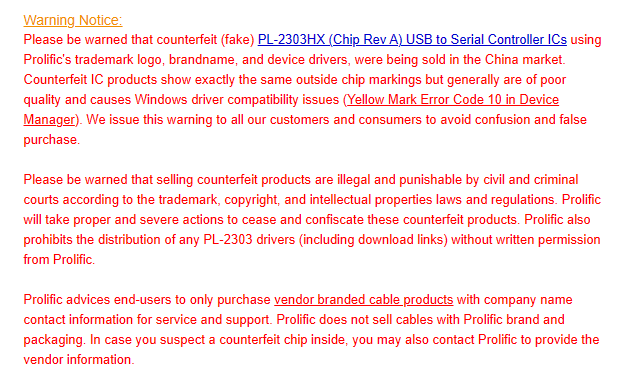 Warning Notice:
Please be warned that counterfeit (fake) PL-2303HX (Chip Rev A) USB to Serial Controller ICs using
Prolific's trademark logo, brandname, and device drivers, were being sold in the China market.
Counterfeit IC products show exactly the same outside chip markings but generally are of poor
quality and causes Windows driver compatibility issues (Yellow Mark Error Code 10 in Device
Manager). We issue this warning to all our customers and consumers to avoid confusion and false
purchase.

Please be warned that selling counterfeit products are illegal and punishable by civil and criminal
courts according to the trademark, copyright, and intellectual properties laws and regulations. Prolific
will take proper and severe actions to cease and confiscate these counterfeit products. Prolific also
prohibits the distribution of any PL-2303 drivers (including download links) without written permission
from Prolific.

Prolific advices end-users to only purchase vendor branded cable products with company name
contact information for service and support. Prolific does not sell cables with Prolific brand and
packaging. In case you suspect a counterfeit chip inside, you may also contact Prolific to provide the
vendor information.